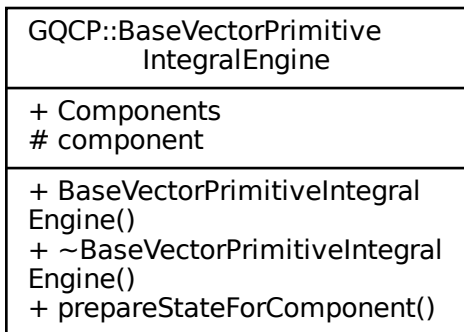 GQCP::BaseVectorPrimitive
IntegralEngine
+ Components
# component
+ BaseVectorPrimitiveIntegral
Engine()
+ ~BaseVectorPrimitiveIntegral
Engine()
+ prepareStateForComponent()